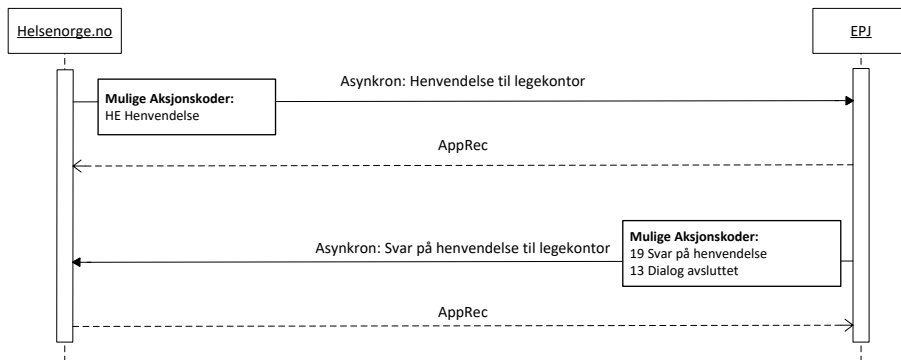 Helsenorge.no
EPJ
Asynkron: Henvendelse til legekontor
Mulige Aksjonskoder:
HE Henvendelse
AppRec
Asynkron: Svar på henvendelse til legekontor
Mulige Aksjonskoder:
19 Svar på henvendelse
13 Dialog avsluttet
AppRec